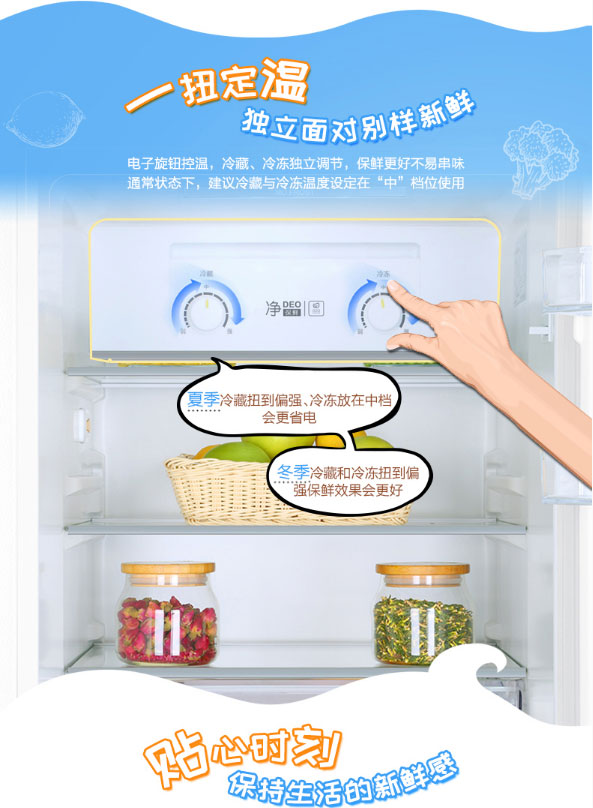 一扭定温
独立面对别样新鲜
电子旋钮控温，冷藏、冷冻独立调节，保鲜更好不易串味
通常状态下，建议冷藏与冷冻温度设定在“中”档位使用
冷藏
冷冻
中
净 DEO
保鲜
弱
强
弱
夏季冷藏扭到偏强、冷冻放在中档
会更省电
冬季冷藏和冷冻扭到偏
强保鲜效果会更好
贴心时刻
保持生活的新鲜感